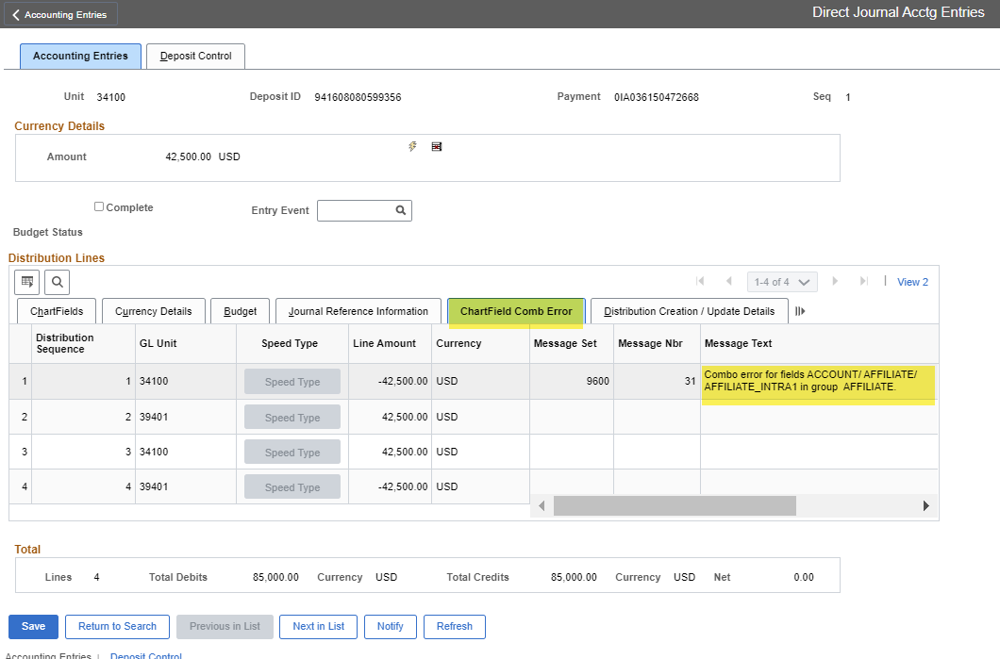 Accounting Entries
Direct Journal Acctg Entries
Accounting Entries Deposit Control
Unit 34100 Deposit ID 941608080599356 Payment 0IA036150472668 Seq 1
Currency Details
Amount 42,500.00 USD
Complete Entry Event
Budget Status
Distribution Lines
1-4 of 4 | View 2
ChartFields Currency Details Budget Journal Reference Information ChartField Comb Error Distribution Creation / Update Details
Distribution Sequence GL Unit Speed Type Line Amount Currency Message Set Message Nbr Message Text
1 1 34100 Speed Type -42,500.00 USD 9600 31 Combo error for fields ACCOUNT/ AFFILIATE/
AFFILIATE_INTRA1 in group AFFILIATE.
2 2 39401 Speed Type 42,500.00 USD
3 3 34100 Speed Type 42,500.00 USD
4 4 39401 Speed Type -42,500.00 USD
Total
Lines 4 Total Debits 85,000.00 Currency USD Total Credits 85,000.00 Currency USD Net 0.00
Save Return to Search Previous in List Next in List Notify Refresh
Accounting Entries | Deposit Control